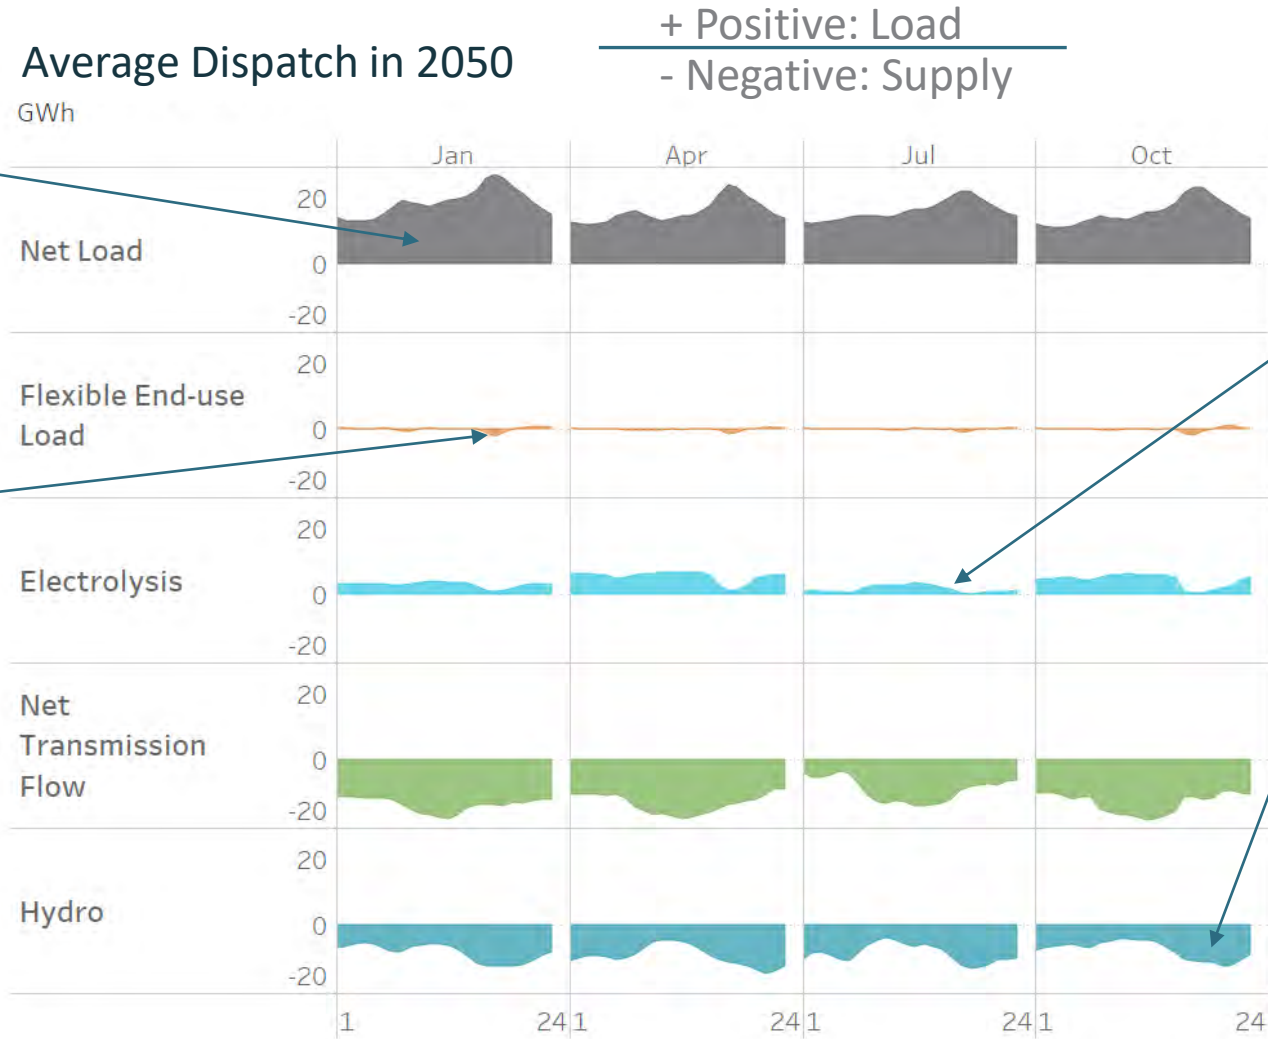 + Positive: Load
Average Dispatch in 2050
- Negative: Supply
GWh
Jan Apr Jul Oct
20
Net Load
0
-20
20
Flexible End-use
Load
0
-20
20
Electrolysis
0
-20
20
Net
Transmission
Flow
0
-20
20
Hydro
0
-20
1 24 1 24 1 24 1 24